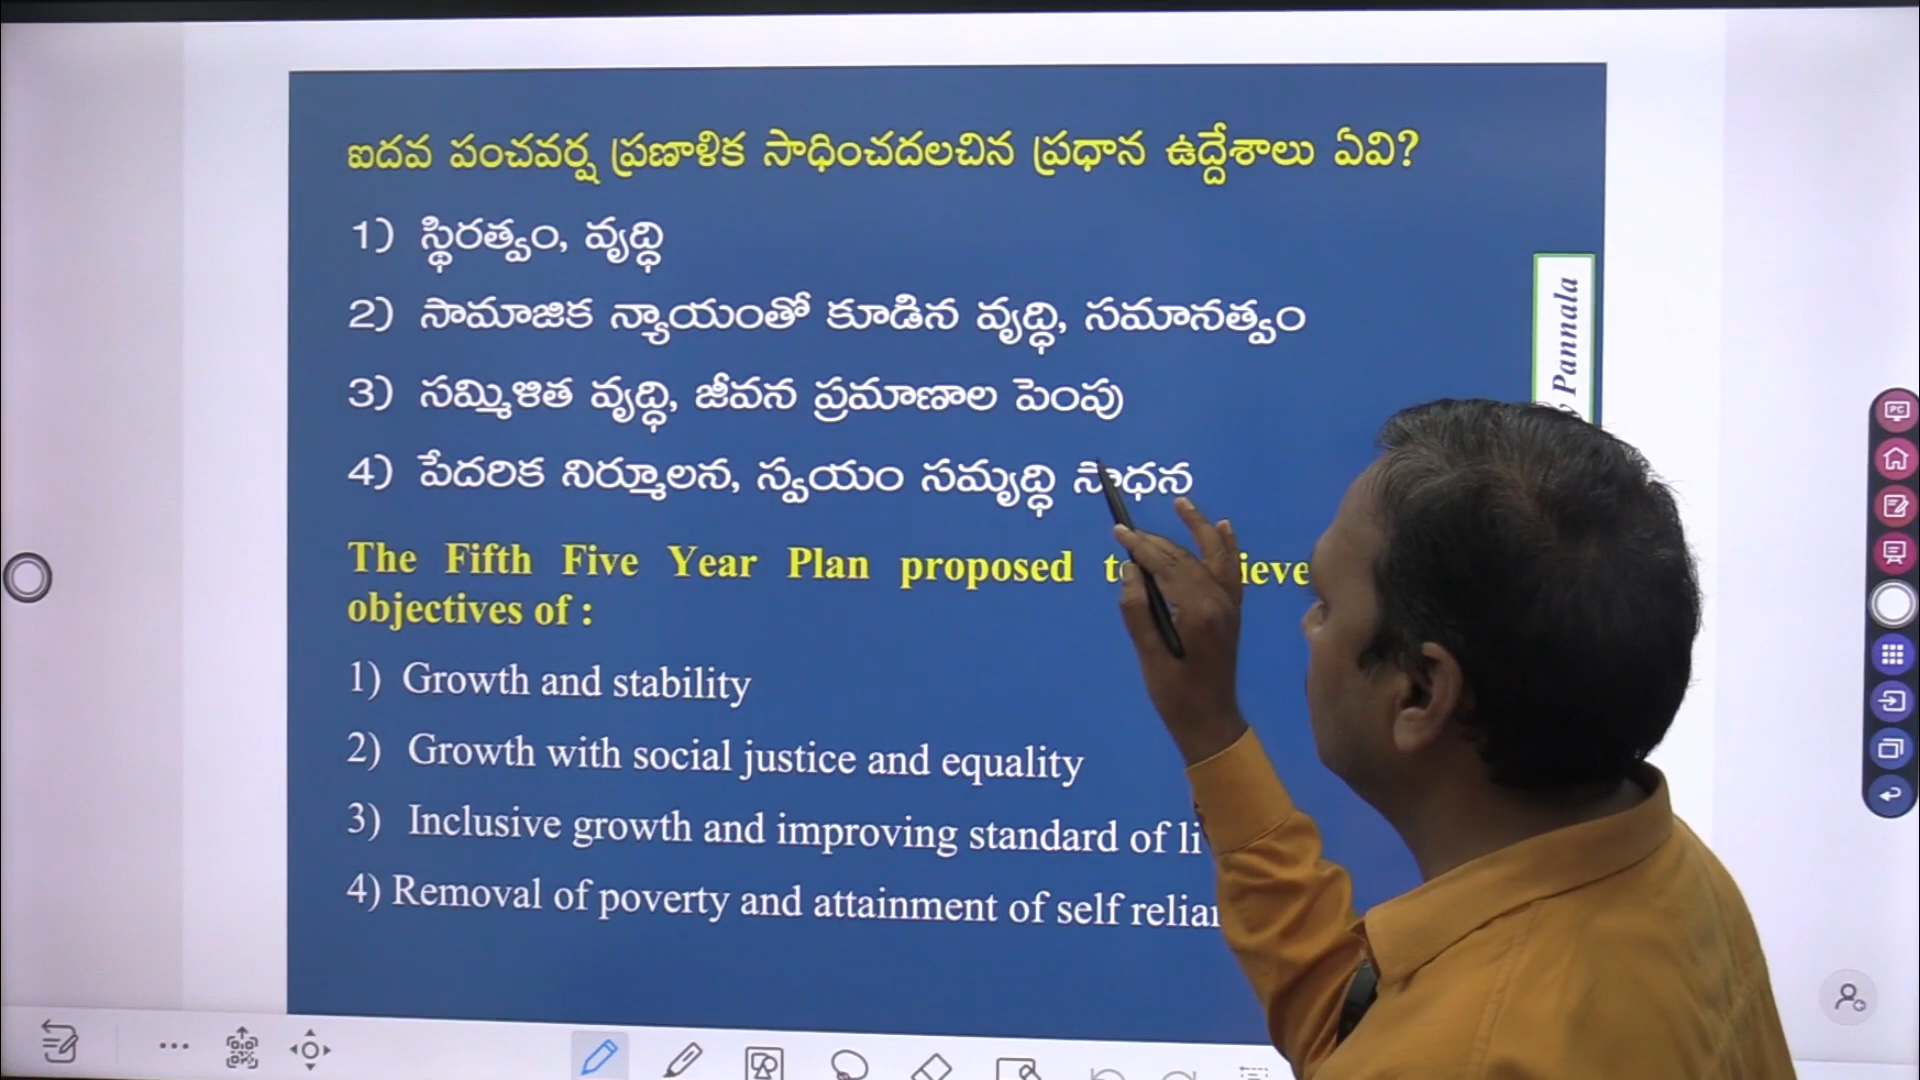 ఐదవ పంచవర్ష ప్రణాళిక సాధించదలచిన ప్రధాన ఉద్దేశాలు ఏవి?
1) స్థిరత్వం, వృద్ధి
2) సామాజిక న్యాయంతో కూడిన వృద్ధి, సమానత్వం
3) సమ్మిళిత వృద్ధి, జీవన ప్రమాణాల పెంపు
4) పేదరిక నిర్మూలన, స్వయం సమృద్ధి సాధన
The Fifth Five Year Plan proposed
objectives of :
1) Growth and stability
2) Growth with social justice and equality
3) Inclusive growth and improving standard of
4) Removal of poverty and attainment of self
Pannala
PC